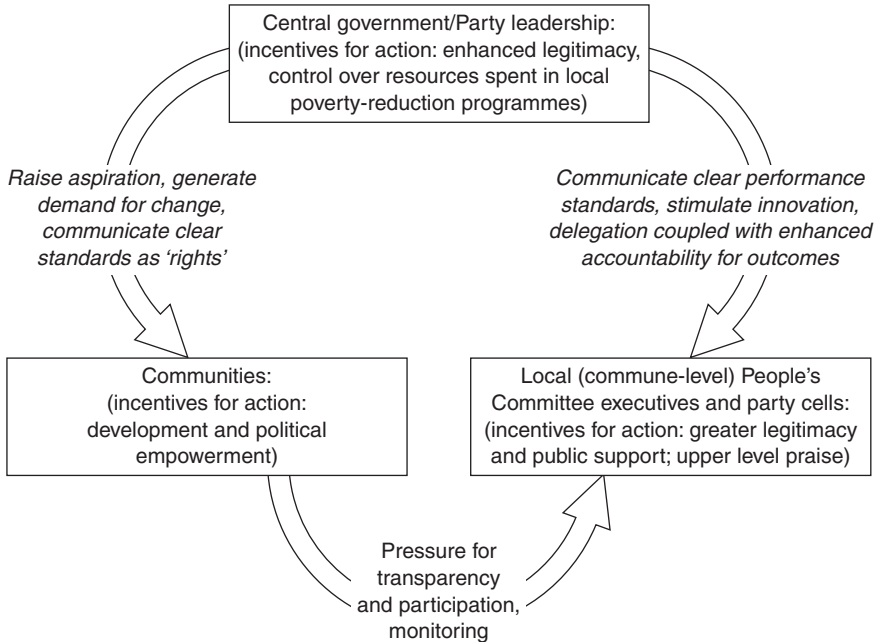 Central government/Party leadership:
(incentives for action: enhanced legitimacy,
control over resources spent in local
poverty-reduction programmes)
Raise aspiration, generate
demand for change,
communicate clear
standards as ‘rights’
Communicate clear performance
standards, stimulate innovation,
delegation coupled with enhanced
accountability for outcomes
Communities:
(incentives for action:
development and political
empowerment)
Local (commune-level) People’s
Committee executives and party cells:
(incentives for action: greater legitimacy
and public support; upper level praise)
Pressure for
transparency
and participation,
monitoring